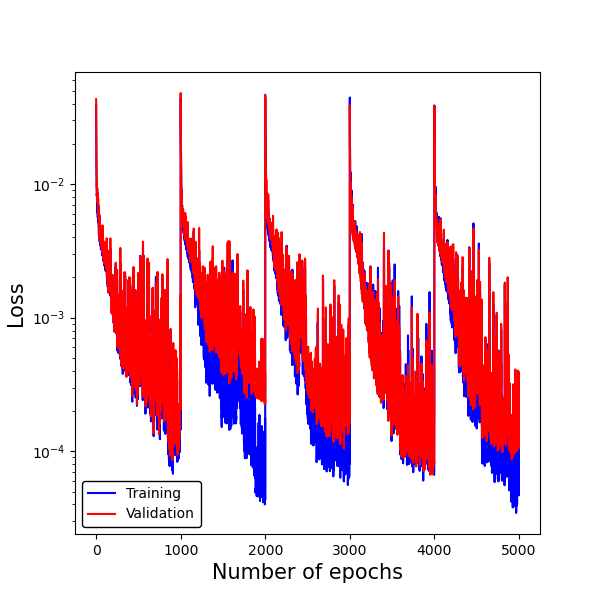 10⁻²
10⁻³
10⁻⁴
Loss
Training
Validation
0 1000 2000 3000 4000 5000
Number of epochs